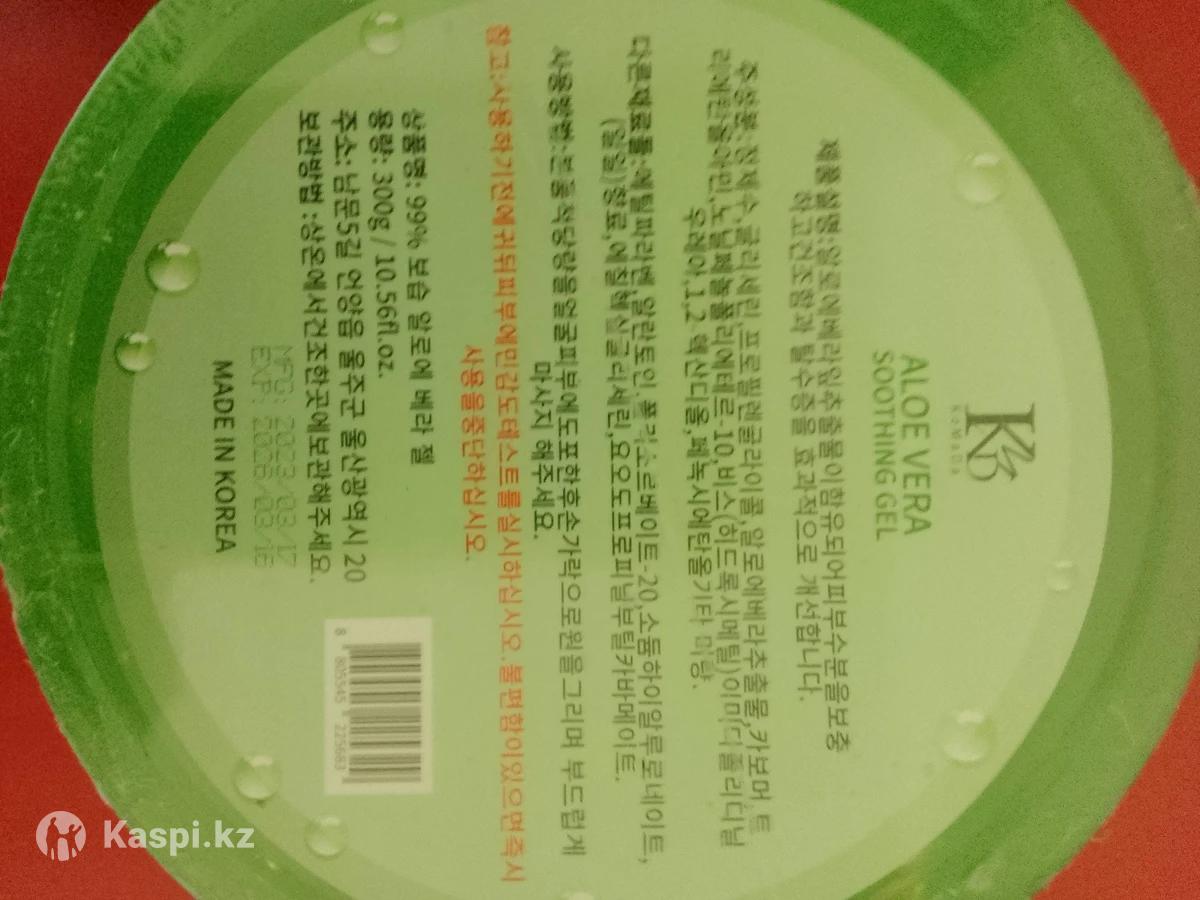 KD
KoMaDa
ALOE VERA
SOOTHING GEL
제품 설명:알로에베라잎추출물이함유되어피부수분을보충
하고건조함과 탈수증을 효과적으로 개선합니다.
주성분:정제수,글리세린,프로필렌글라이콜,알로에베라추출물,카보머 트
리에탄올아민,노닐페놀폴리에테르-10,비스(히드록시메틸)이미다졸리디닐
우레아,1,2 헥산디올,페녹시에탄올기타 미량.
다른재료들:에틸파라벤,알란토인,폴리소르베이트-20,소듐하이알루로네이트,
(일일)향료,에칠헥실글리세린,요오도프로피닐부틸카바메이트.
사용방법:본품적당량을얼굴피부에도포한후손가락으로원을그리며 부드럽게
마사지 해주세요.
참고:사용하기전에귀뒤피부에민감도테스트를실시하십시오.불편함이있으면즉시
사용을중단하십시오.
상품명: 99% 보습 알로에 베라 젤
용량: 300g / 10.56fl.oz.
주소: 남문5길 언양읍 울주군 울산광역시 20
보관방법 :상온에서건조한곳에보관해주세요.
MFG: 2023/03/17
EXP: 2026/03/16
MADE IN KOREA
8 805545 225683
Kaspi.kz